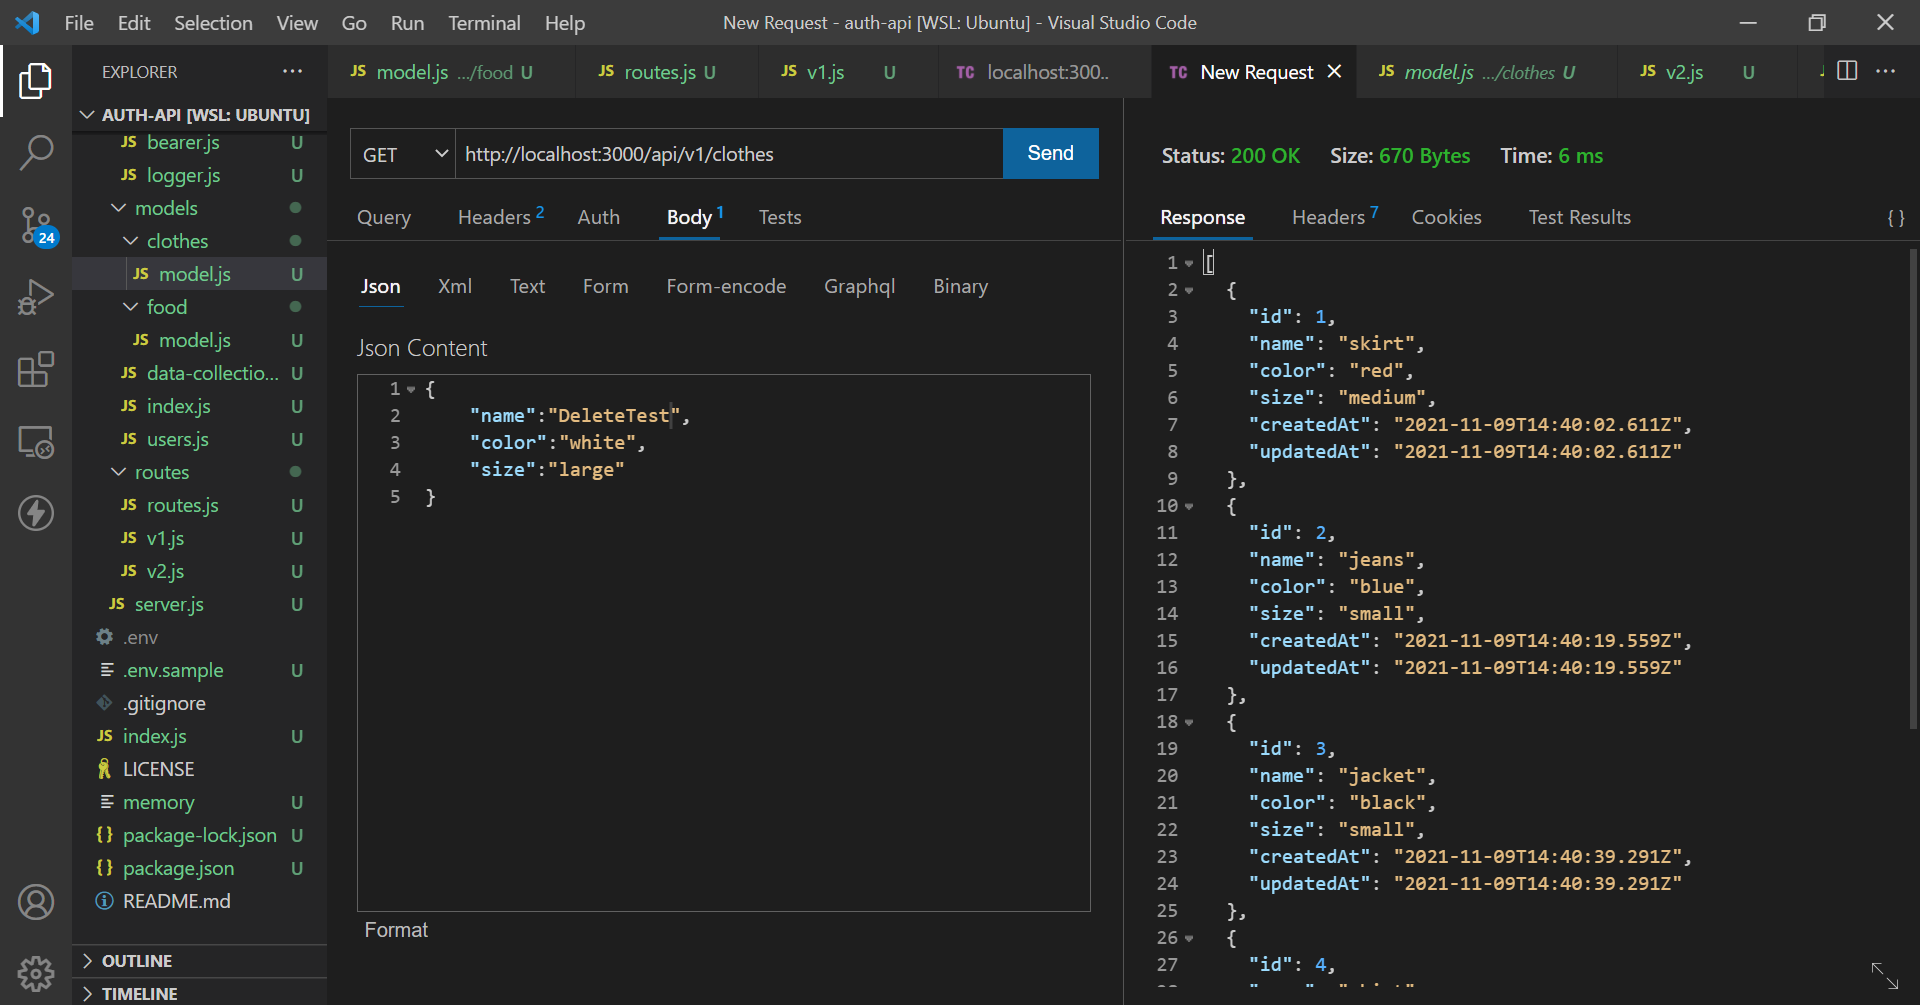 File Edit Selection View Go Run Terminal Help
New Request - auth-api [WSL: Ubuntu] - Visual Studio Code
EXPLORER
AUTH-API [WSL: UBUNTU]
JS bearer.js U
JS logger.js U
models
clothes
JS model.js U
food
JS model.js U
JS data-collectio... U
JS index.js U
JS users.js U
routes
JS routes.js U
JS v1.js U
JS v2.js U
JS server.js U
.env
.env.sample U
.gitignore
JS index.js U
LICENSE
memory U
{} package-lock.json U
{} package.json U
README.md
OUTLINE
TIMELINE
24
JS model.js .../food U
JS routes.js U
JS v1.js U
TC localhost:300..
TC New Request
JS model.js .../clothes U
JS v2.js U
GET http://localhost:3000/api/v1/clothes Send
Query Headers 2 Auth Body 1 Tests
Json Xml Text Form Form-encode Graphql Binary
Json Content
1 {
2 "name":"DeleteTest",
3 "color":"white",
4 "size":"large"
5 }
Format
Status: 200 OK Size: 670 Bytes Time: 6 ms
Response Headers 7 Cookies Test Results { }
1 [
2 {
3 "id": 1,
4 "name": "skirt",
5 "color": "red",
6 "size": "medium",
7 "createdAt": "2021-11-09T14:40:02.611Z",
8 "updatedAt": "2021-11-09T14:40:02.611Z"
9 },
10 {
11 "id": 2,
12 "name": "jeans",
13 "color": "blue",
14 "size": "small",
15 "createdAt": "2021-11-09T14:40:19.559Z",
16 "updatedAt": "2021-11-09T14:40:19.559Z"
17 },
18 {
19 "id": 3,
20 "name": "jacket",
21 "color": "black",
22 "size": "small",
23 "createdAt": "2021-11-09T14:40:39.291Z",
24 "updatedAt": "2021-11-09T14:40:39.291Z"
25 },
26 {
27 "id": 4,